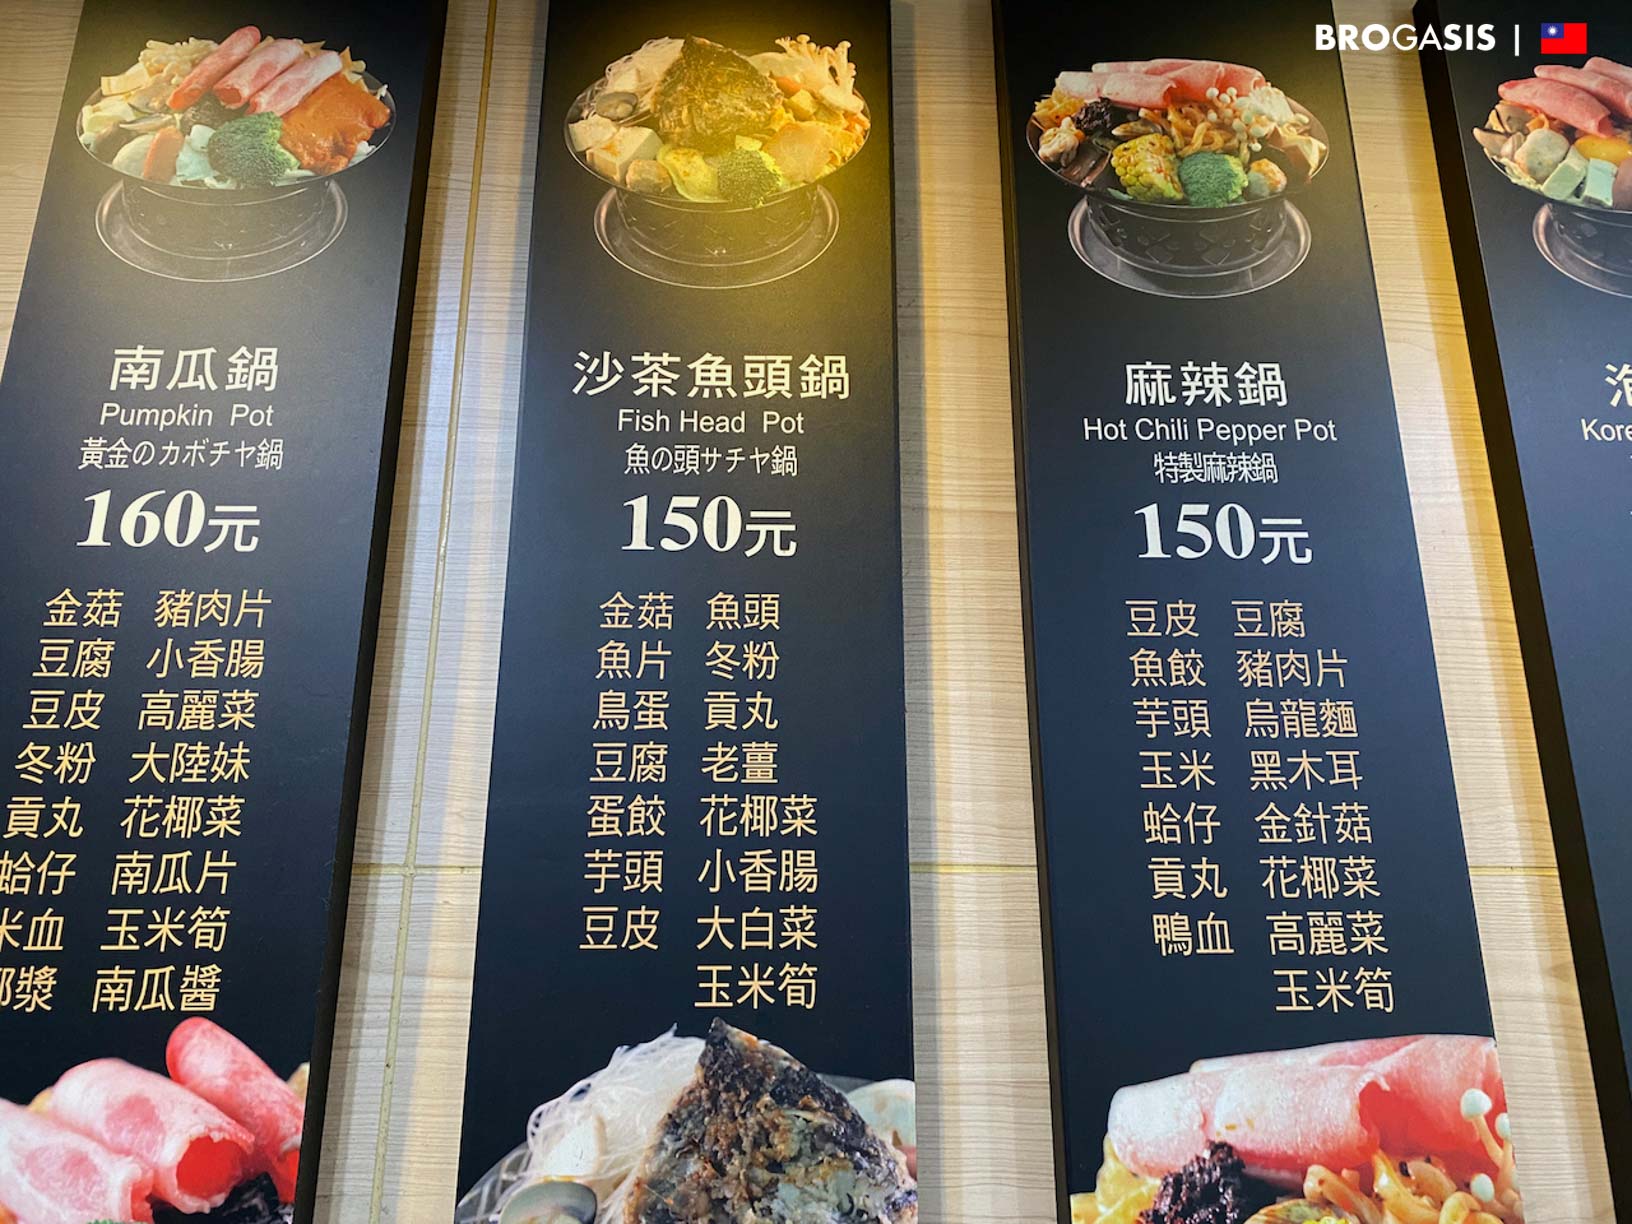 BROGASIS |
南瓜鍋
Pumpkin Pot
黃金のカボチヤ鍋
160元
金菇 豬肉片
豆腐 小香腸
豆皮 高麗菜
冬粉 大陸妹
貢丸 花椰菜
蛤仔 南瓜片
米血 玉米筍
漿 南瓜醬
沙茶魚頭鍋
Fish Head Pot
魚の頭サチヤ鍋
150元
金菇 魚頭
魚片 冬粉
鳥蛋 貢丸
豆腐 老薑
蛋餃 花椰菜
芋頭 小香腸
豆皮 大白菜
玉米筍
麻辣鍋
Hot Chili Pepper Pot
特製麻辣鍋
150元
豆皮 豆腐
魚餃 豬肉片
芋頭 烏龍麵
玉米 黑木耳
蛤仔 金針菇
貢丸 花椰菜
鴨血 高麗菜
玉米筍
Kore